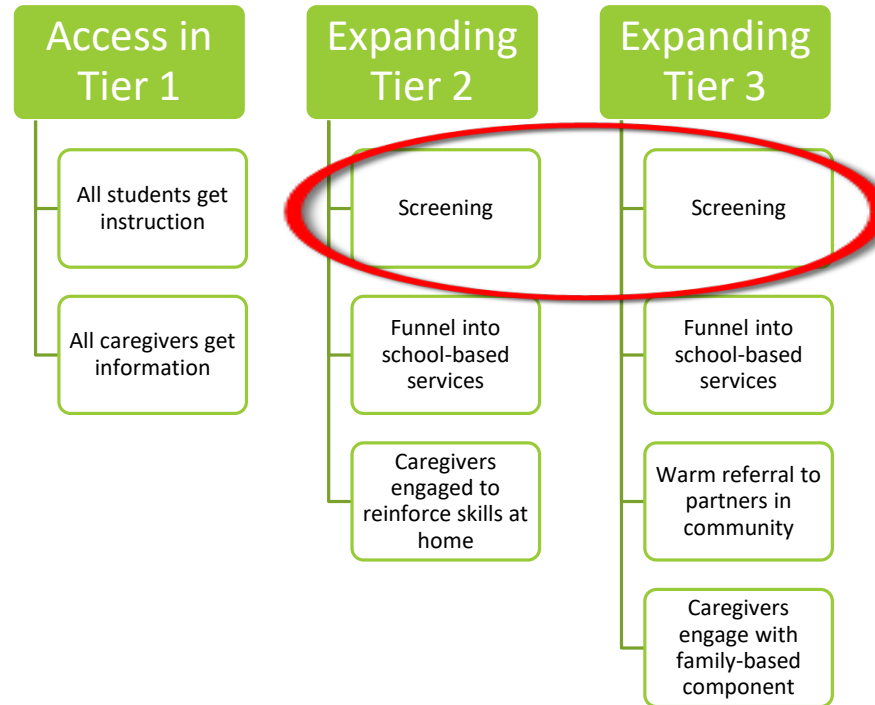 Access in
Tier 1
All students get
instruction
All caregivers get
information
Expanding
Tier 2
Screening
Funnel into
school-based
services
Caregivers
engaged to
reinforce skills at
home
Expanding
Tier 3
Screening
Funnel into
school-based
services
Warm referral to
partners in
community
Caregivers
engage with
family-based
component